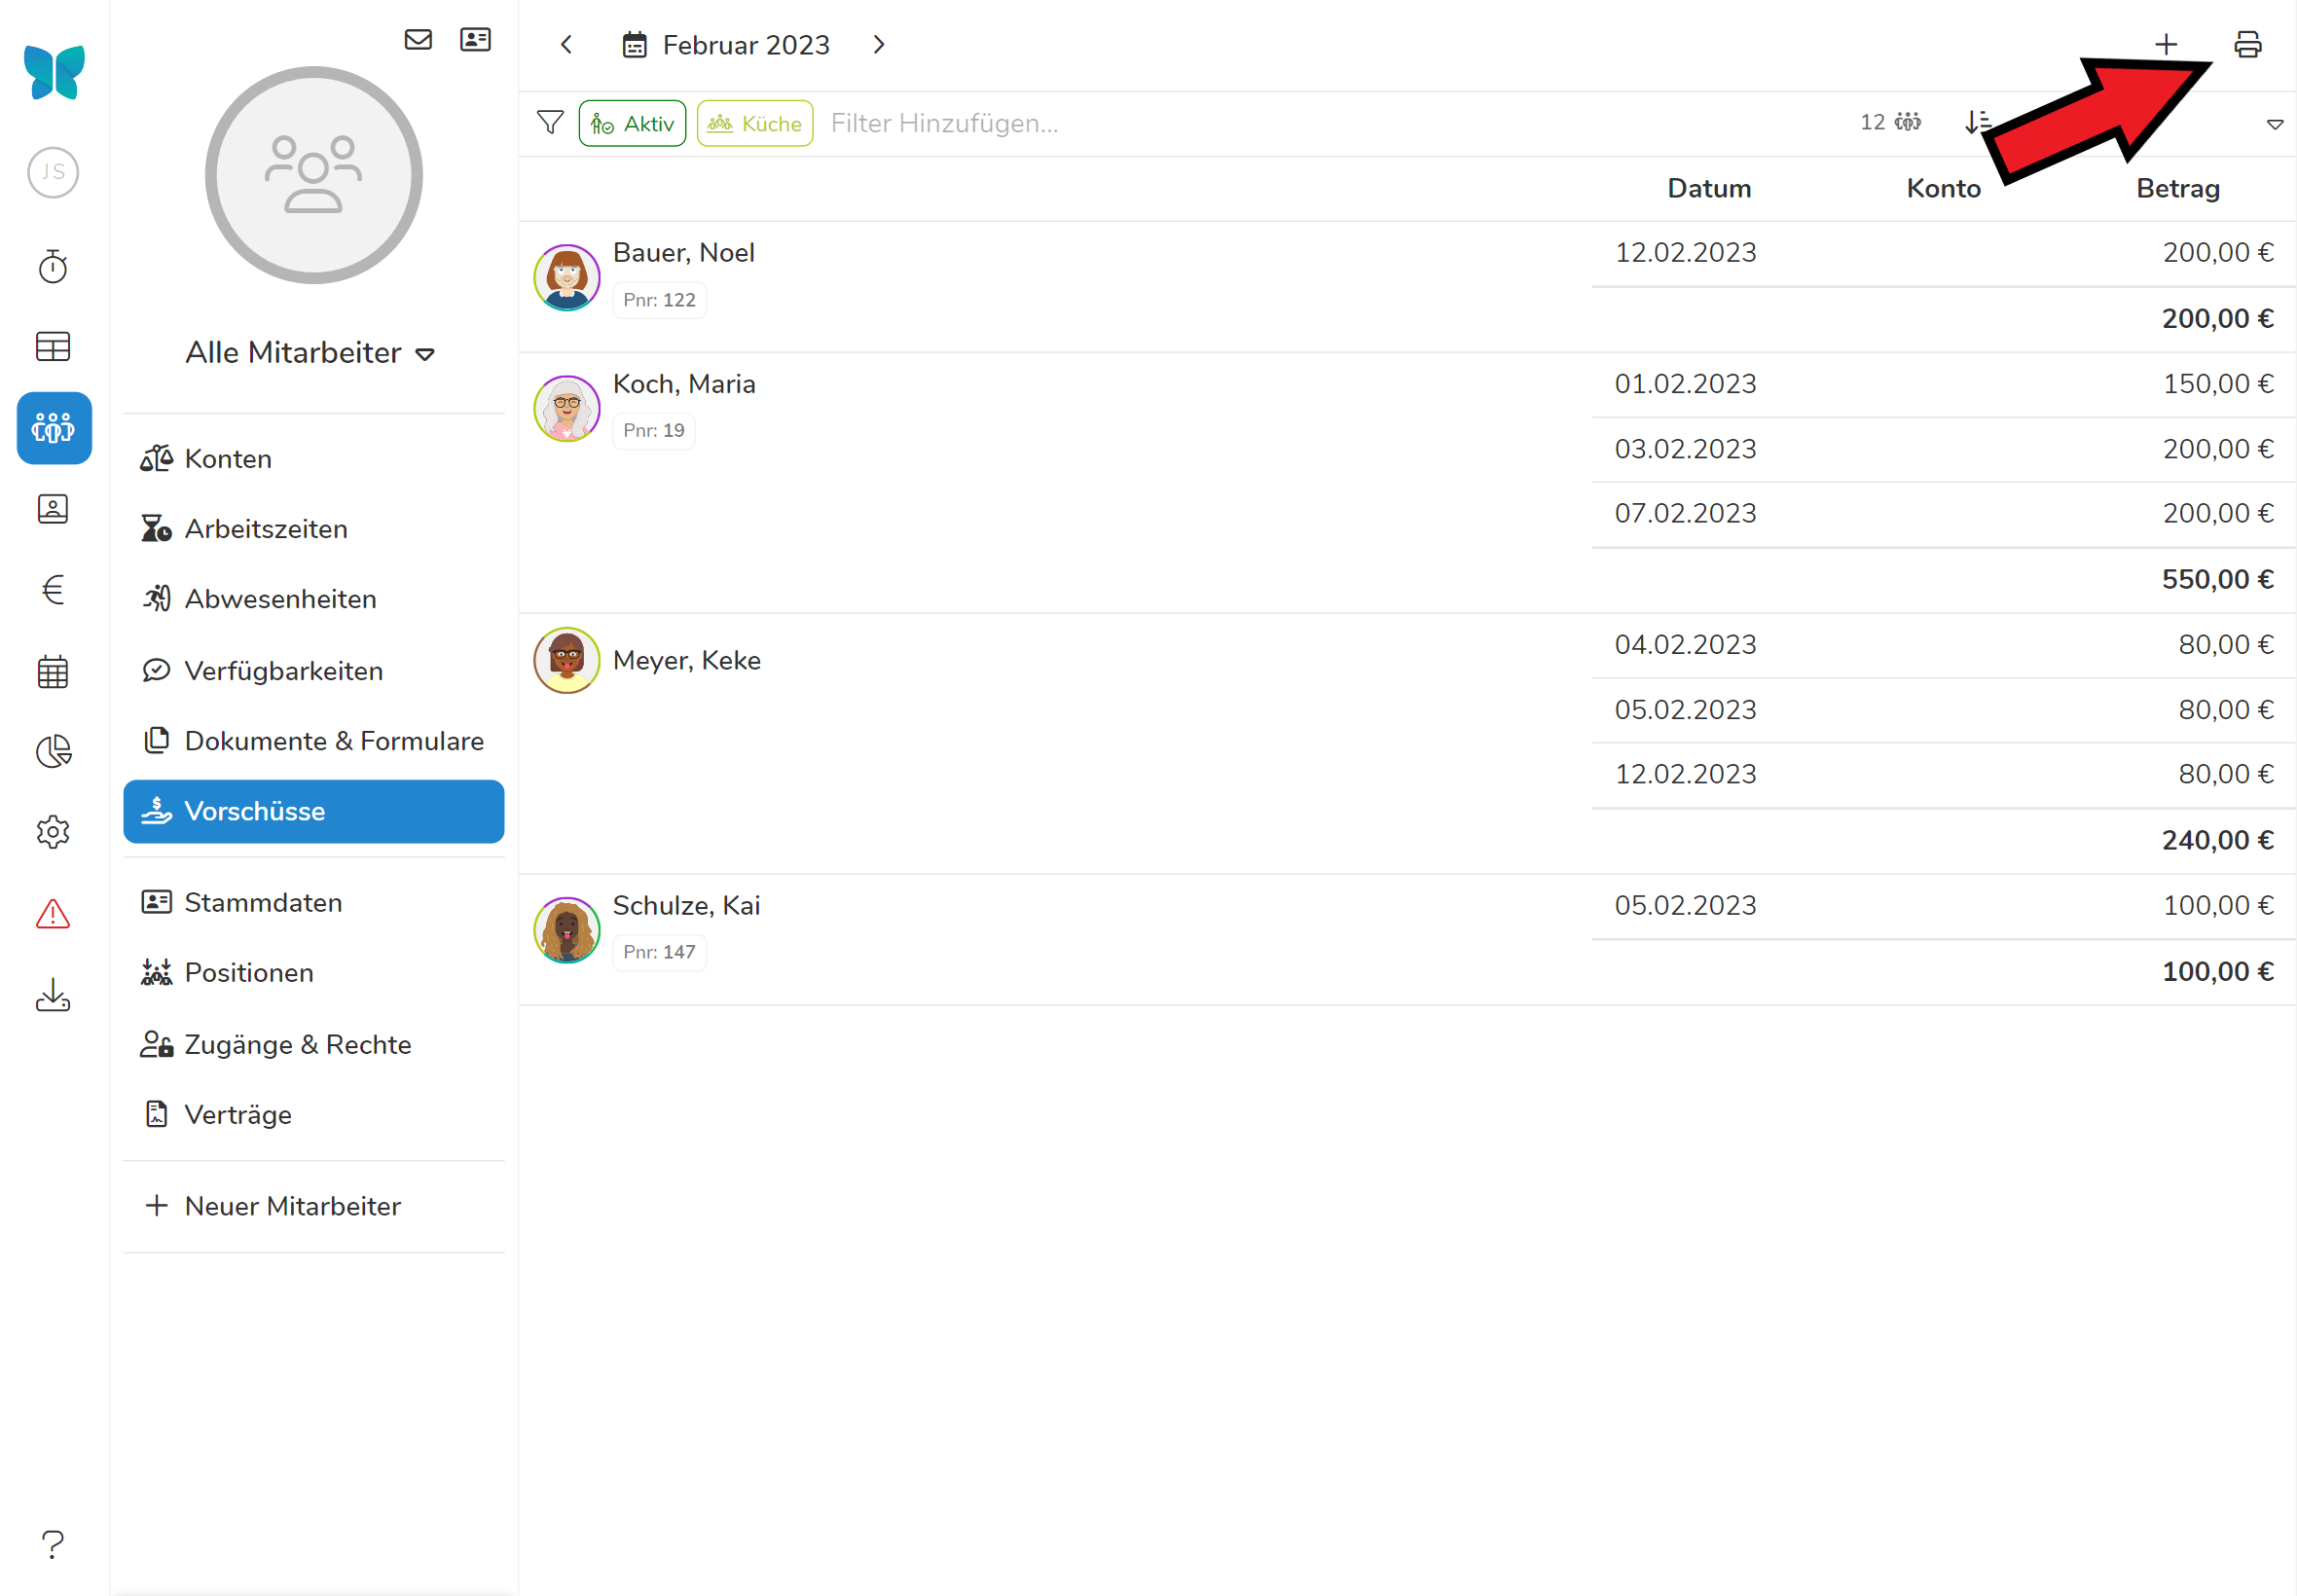 Februar 2023
JS
Aktiv
Küche
Filter Hinzufügen...
12
Datum Konto Betrag
Bauer, Noel 12.02.2023 200,00 €
Pnr: 122
200,00 €
Alle Mitarbeiter
Koch, Maria 01.02.2023 150,00 €
Pnr: 19
03.02.2023 200,00 €
07.02.2023 200,00 €
550,00 €
Meyer, Keke 04.02.2023 80,00 €
05.02.2023 80,00 €
12.02.2023 80,00 €
240,00 €
Schulze, Kai 05.02.2023 100,00 €
Pnr: 147
100,00 €
Konten
Arbeitszeiten
Abwesenheiten
Verfügbarkeiten
Dokumente & Formulare
Vorschüsse
Stammdaten
Positionen
Zugänge & Rechte
Verträge
Neuer Mitarbeiter